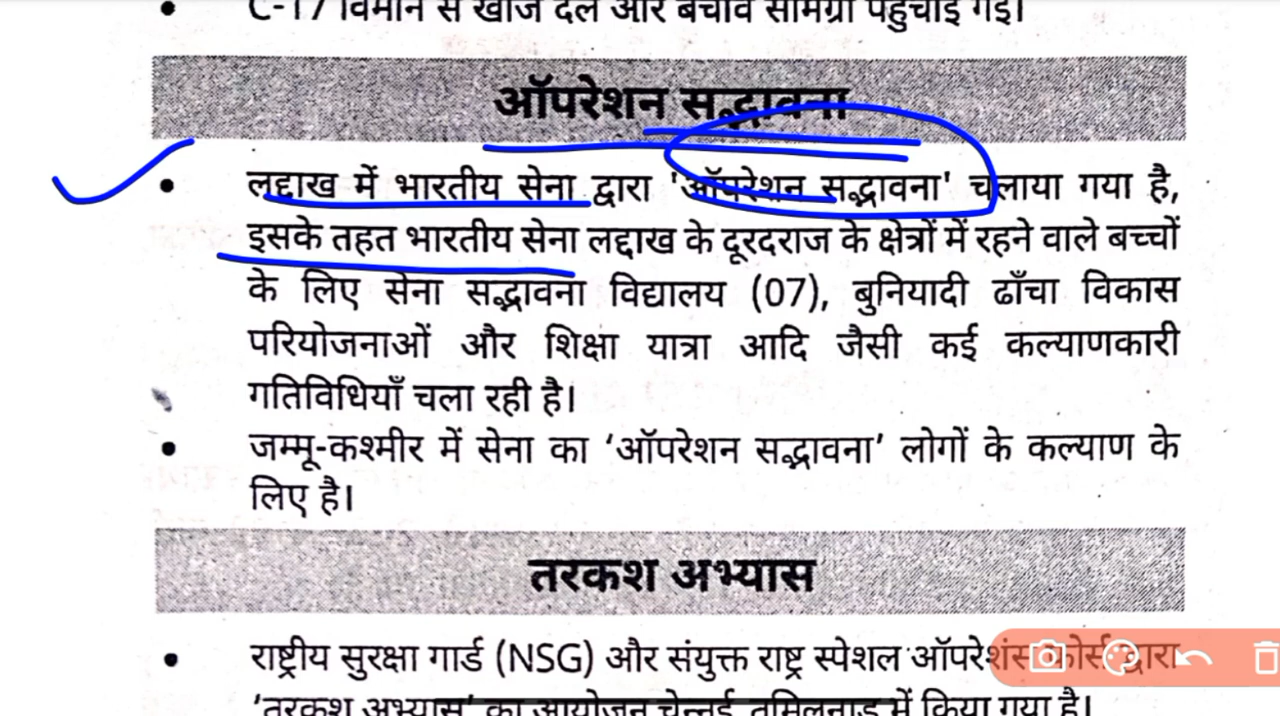 C-17 विमान से खोज दल और बचाव सामग्री पहुँचाई गई।
ऑपरेशन सद्भावना
लद्दाख में भारतीय सेना द्वारा 'ऑपरेशन सद्भावना' चलाया गया है,
इसके तहत भारतीय सेना लद्दाख के दूरदराज के क्षेत्रों में रहने वाले बच्चों
के लिए सेना सद्भावना विद्यालय (07), बुनियादी ढाँचा विकास
परियोजनाओं और शिक्षा यात्रा आदि जैसी कई कल्याणकारी
गतिविधियाँ चला रही है।
जम्मू-कश्मीर में सेना का ‘ऑपरेशन सद्भावना’ लोगों के कल्याण के
लिए है।
तरकश अभ्यास
राष्ट्रीय सुरक्षा गार्ड (NSG) और संयुक्त राष्ट्र स्पेशल ऑपरेशंस फोर्स द्वारा
‘तरकश अभ्यास’ का आयोजन चेन्नई, तमिलनाडु में किया गया है।